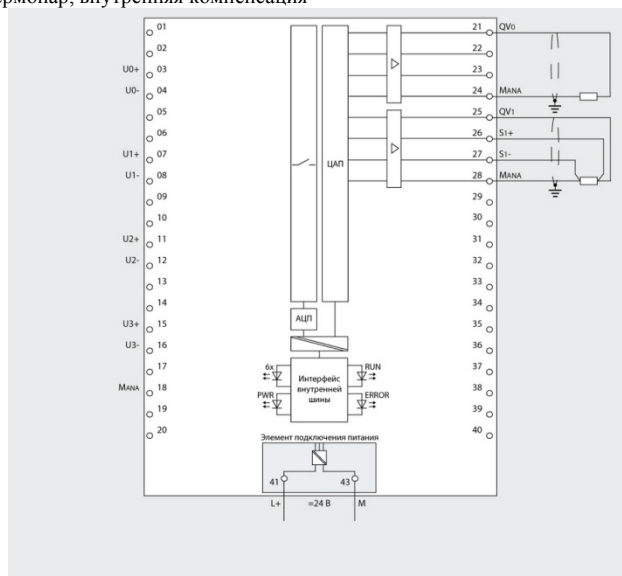 ермопар, внутренняя компенсация
01 21 QV0
02 22
U0+ 03 23
U0- 04 24 MANA
05 25 QV1
06 26 S1+
U1+ 07 ЦАП 27 S1-
U1- 08 28 MANA
09 29
10 30
U2+ 11 31
U2- 12 32
13 33
14 34
АЦП
U3+ 15 35
U3- 16 36
17 6x RUN 37
Интерфейс внутренней шины
MANA 18 PWR ERROR 38
19 39
20 40
Элемент подключения питания
41 43
L+ =24 В M